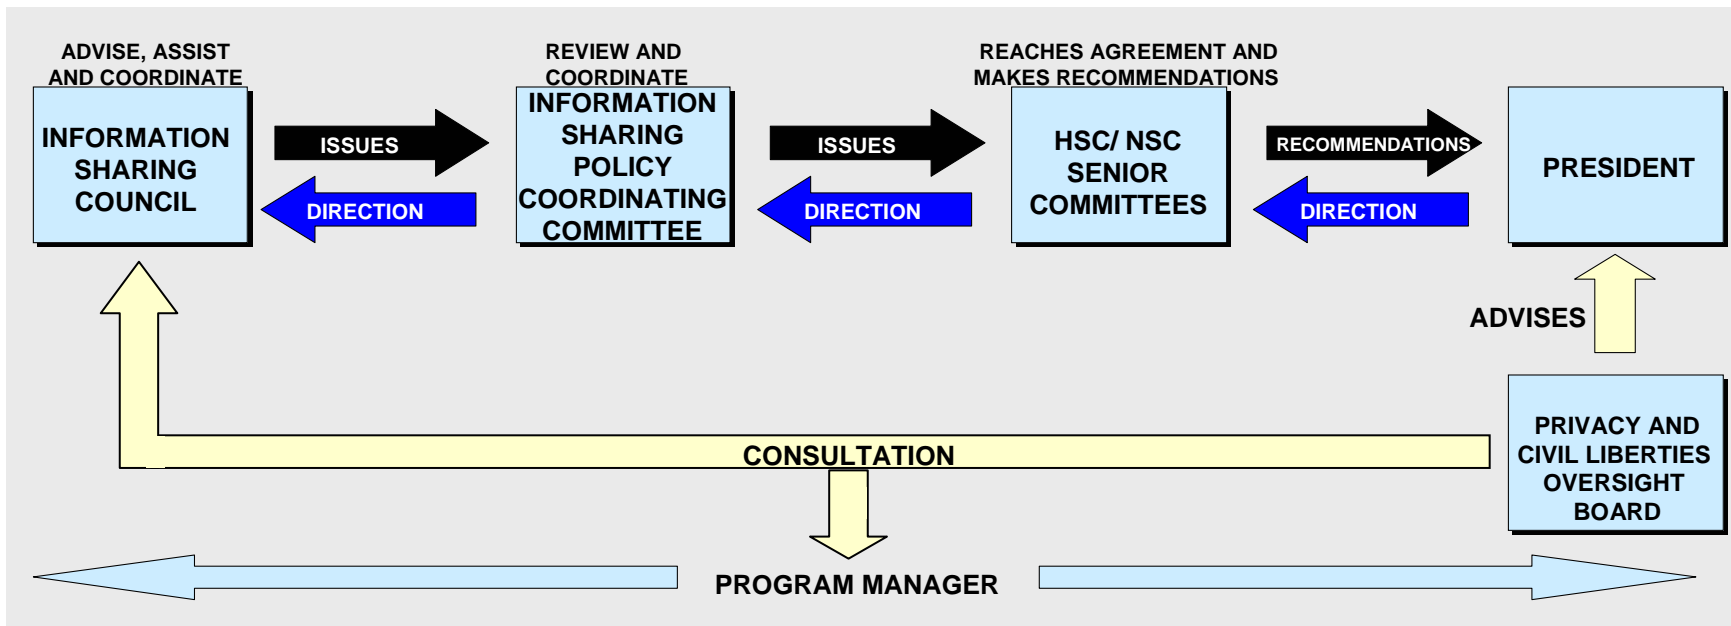 ADVISE, ASSIST
AND COORDINATE
INFORMATION
SHARING
COUNCIL
ISSUES
DIRECTION
REVIEW AND
COORDINATE
INFORMATION
SHARING
POLICY
COORDINATING
COMMITTEE
ISSUES
DIRECTION
REACHES AGREEMENT AND
MAKES RECOMMENDATIONS
HSC/ NSC
SENIOR
COMMITTEES
RECOMMENDATIONS
DIRECTION
PRESIDENT
ADVISES
PRIVACY AND
CIVIL LIBERTIES
OVERSIGHT
BOARD
CONSULTATION
PROGRAM MANAGER